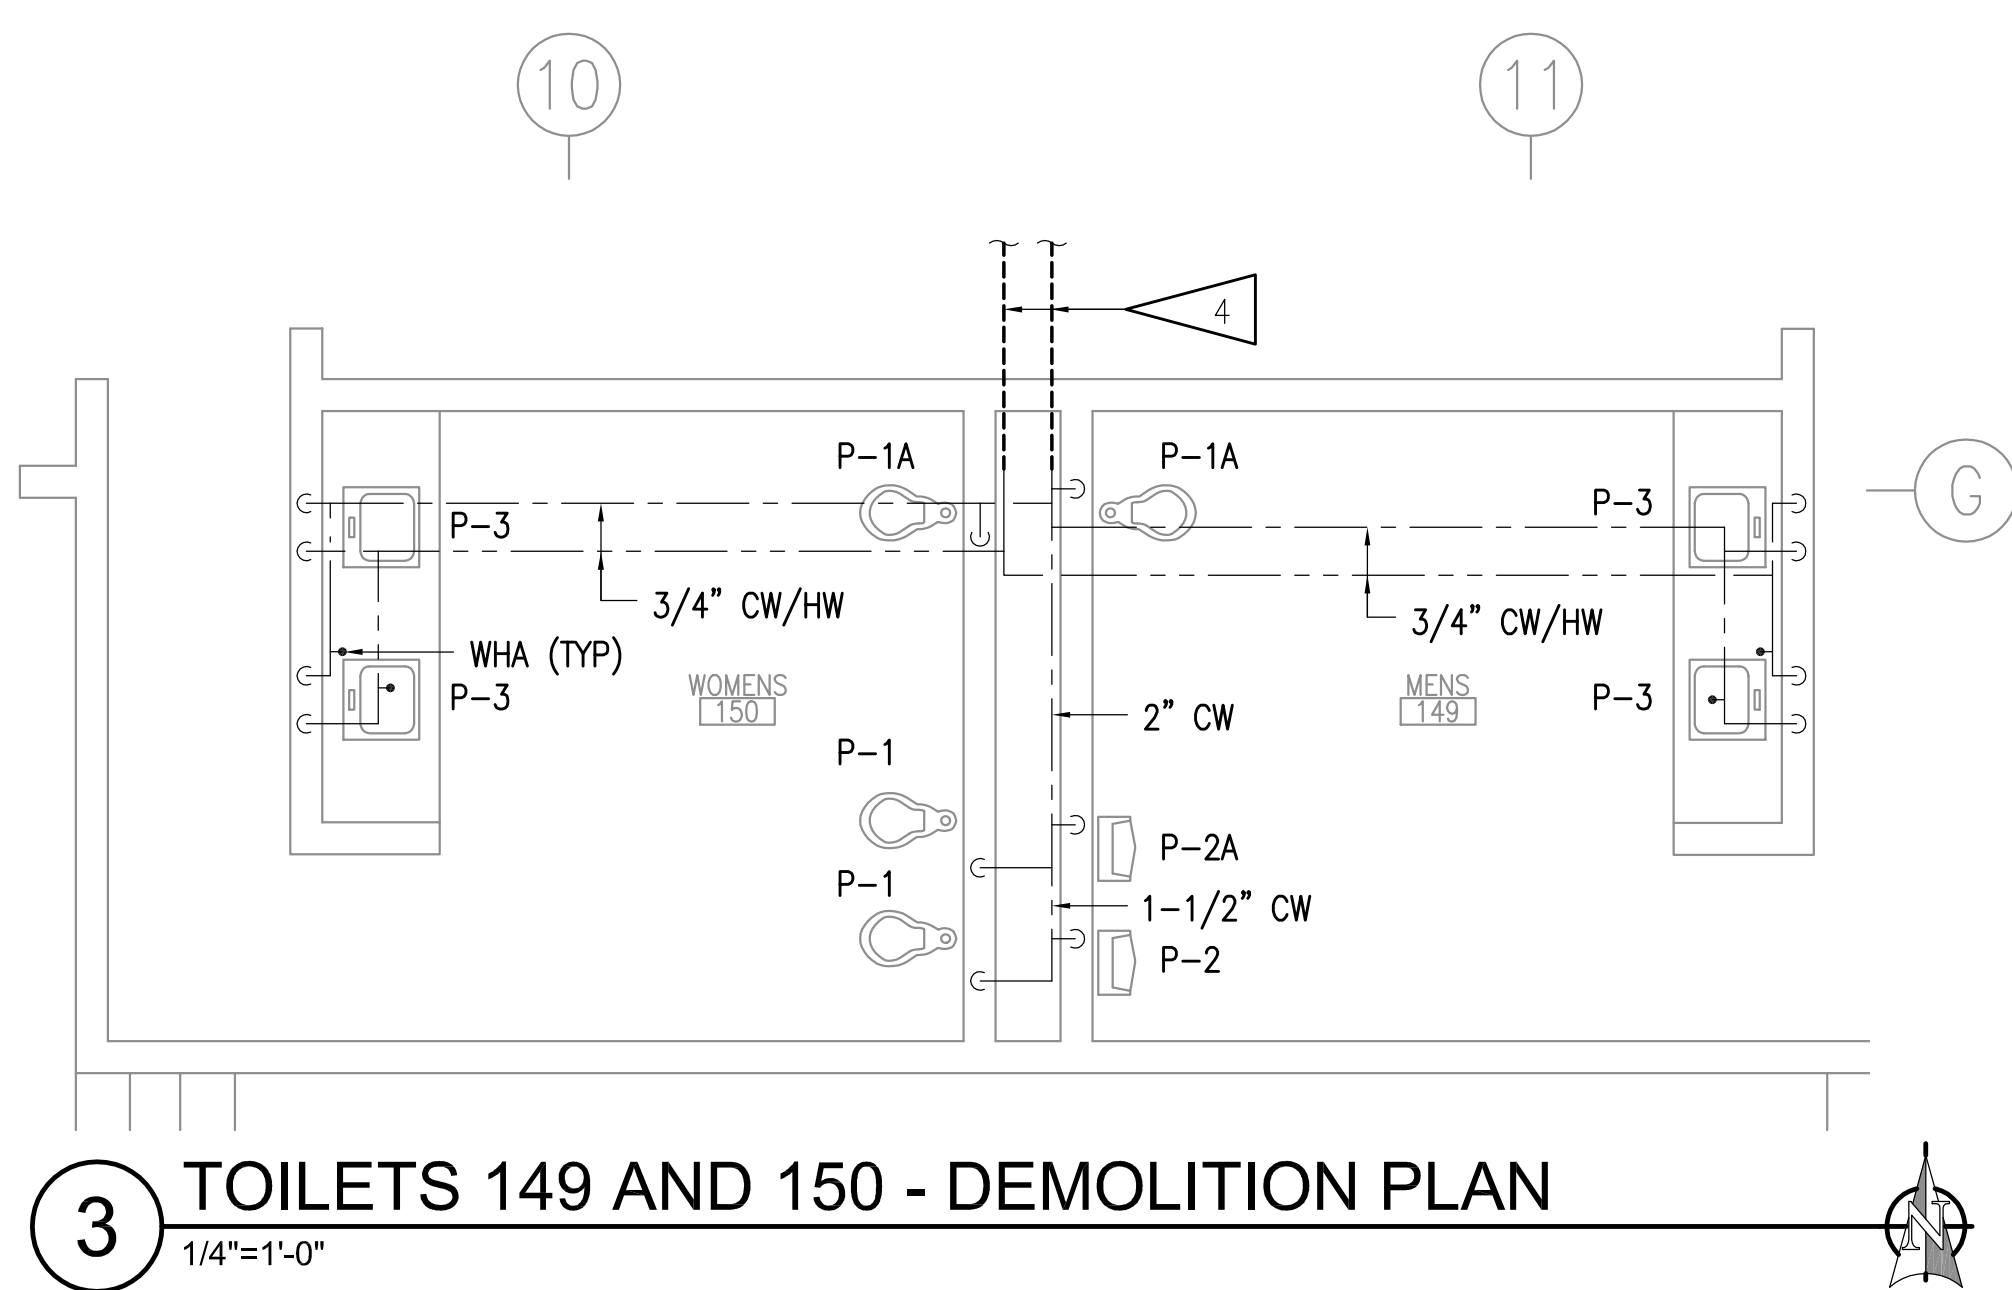 10
11
4
P-1A
P-1A
G
P-3
P-3
3/4" CW/HW
3/4" CW/HW
WHA (TYP)
P-3
WOMENS
150
MENS
149
P-3
2" CW
P-1
P-2A
P-1
1-1/2" CW
P-2
3
TOILETS 149 AND 150 - DEMOLITION PLAN
1/4"=1'-0"
N